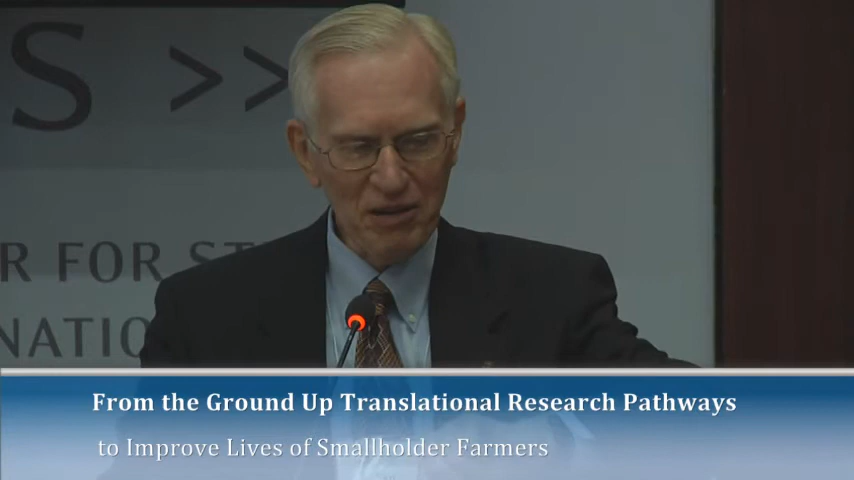 S >>
R FOR ST
NATIO
From the Ground Up Translational Research Pathways
to Improve Lives of Smallholder Farmers